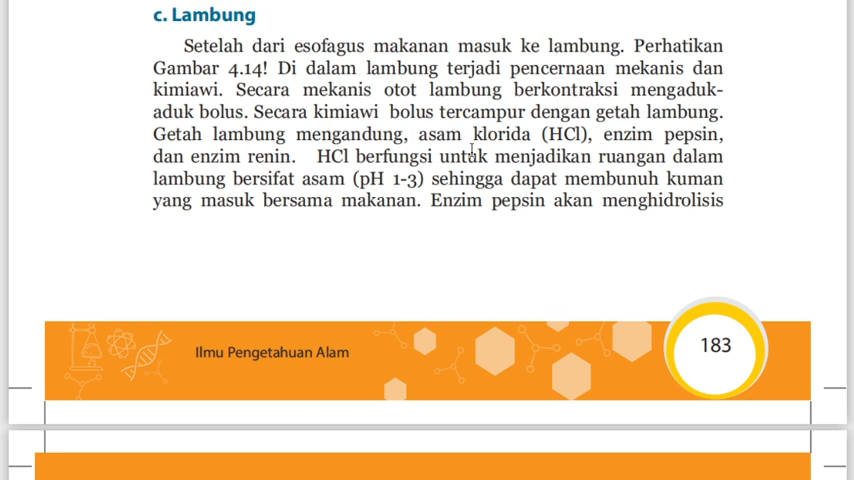 c. Lambung
Setelah dari esofagus makanan masuk ke lambung. Perhatikan
Gambar 4.14! Di dalam lambung terjadi pencernaan mekanis dan
kimiawi. Secara mekanis otot lambung berkontraksi mengaduk-
aduk bolus. Secara kimiawi bolus tercampur dengan getah lambung.
Getah lambung mengandung, asam klorida (HCl), enzim pepsin,
dan enzim renin. HCl berfungsi untuk menjadikan ruangan dalam
lambung bersifat asam (pH 1-3) sehingga dapat membunuh kuman
yang masuk bersama makanan. Enzim pepsin akan menghidrolisis
Ilmu Pengetahuan Alam
183